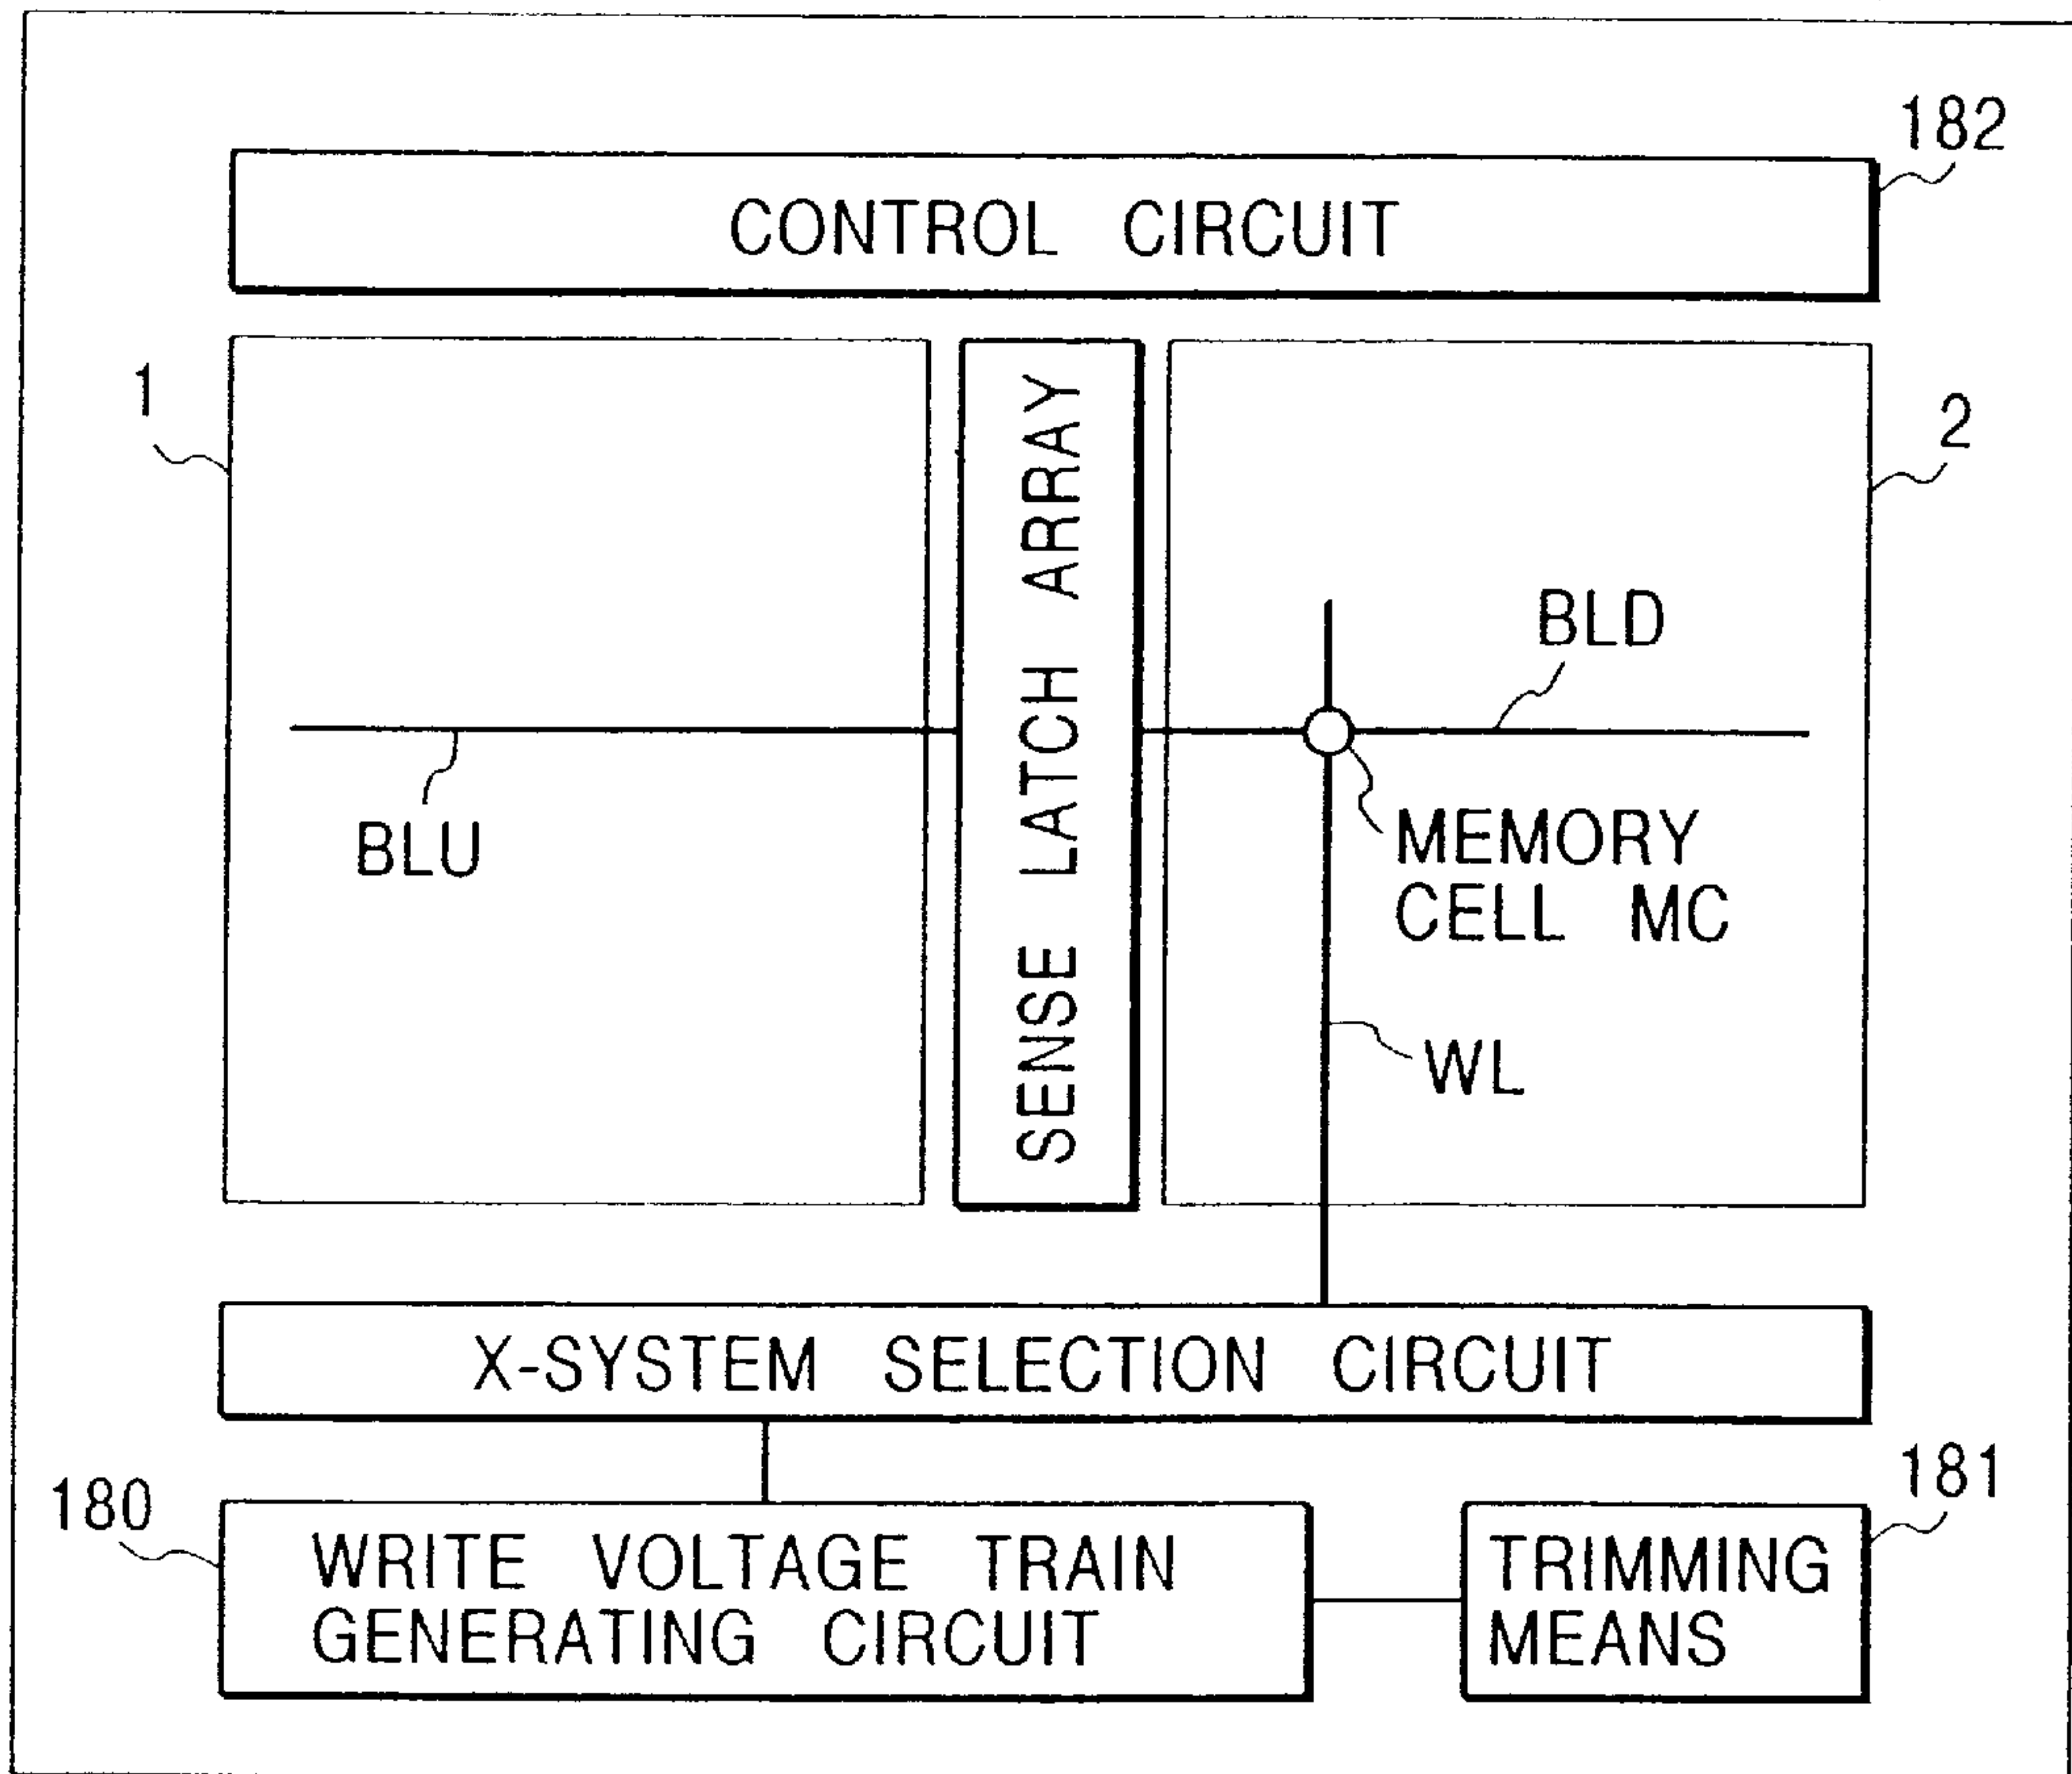 182
CONTROL CIRCUIT
1
2
SENSE LATCH ARRAY
BLD
BLU
MEMORY
CELL MC
WL
X-SYSTEM SELECTION CIRCUIT
180
181
WRITE VOLTAGE TRAIN
GENERATING CIRCUIT
TRIMMING
MEANS